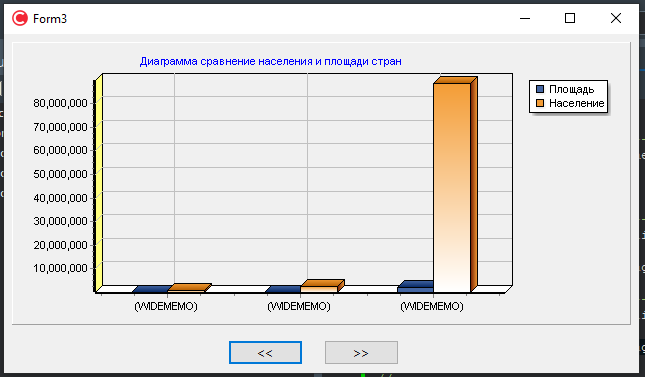 Form3
Диаграмма сравнение населения и площади стран
Площадь
Население
80,000,000
70,000,000
60,000,000
50,000,000
40,000,000
30,000,000
20,000,000
10,000,000
(WIDEMEMO) (WIDEMEMO) (WIDEMEMO)
<< >>